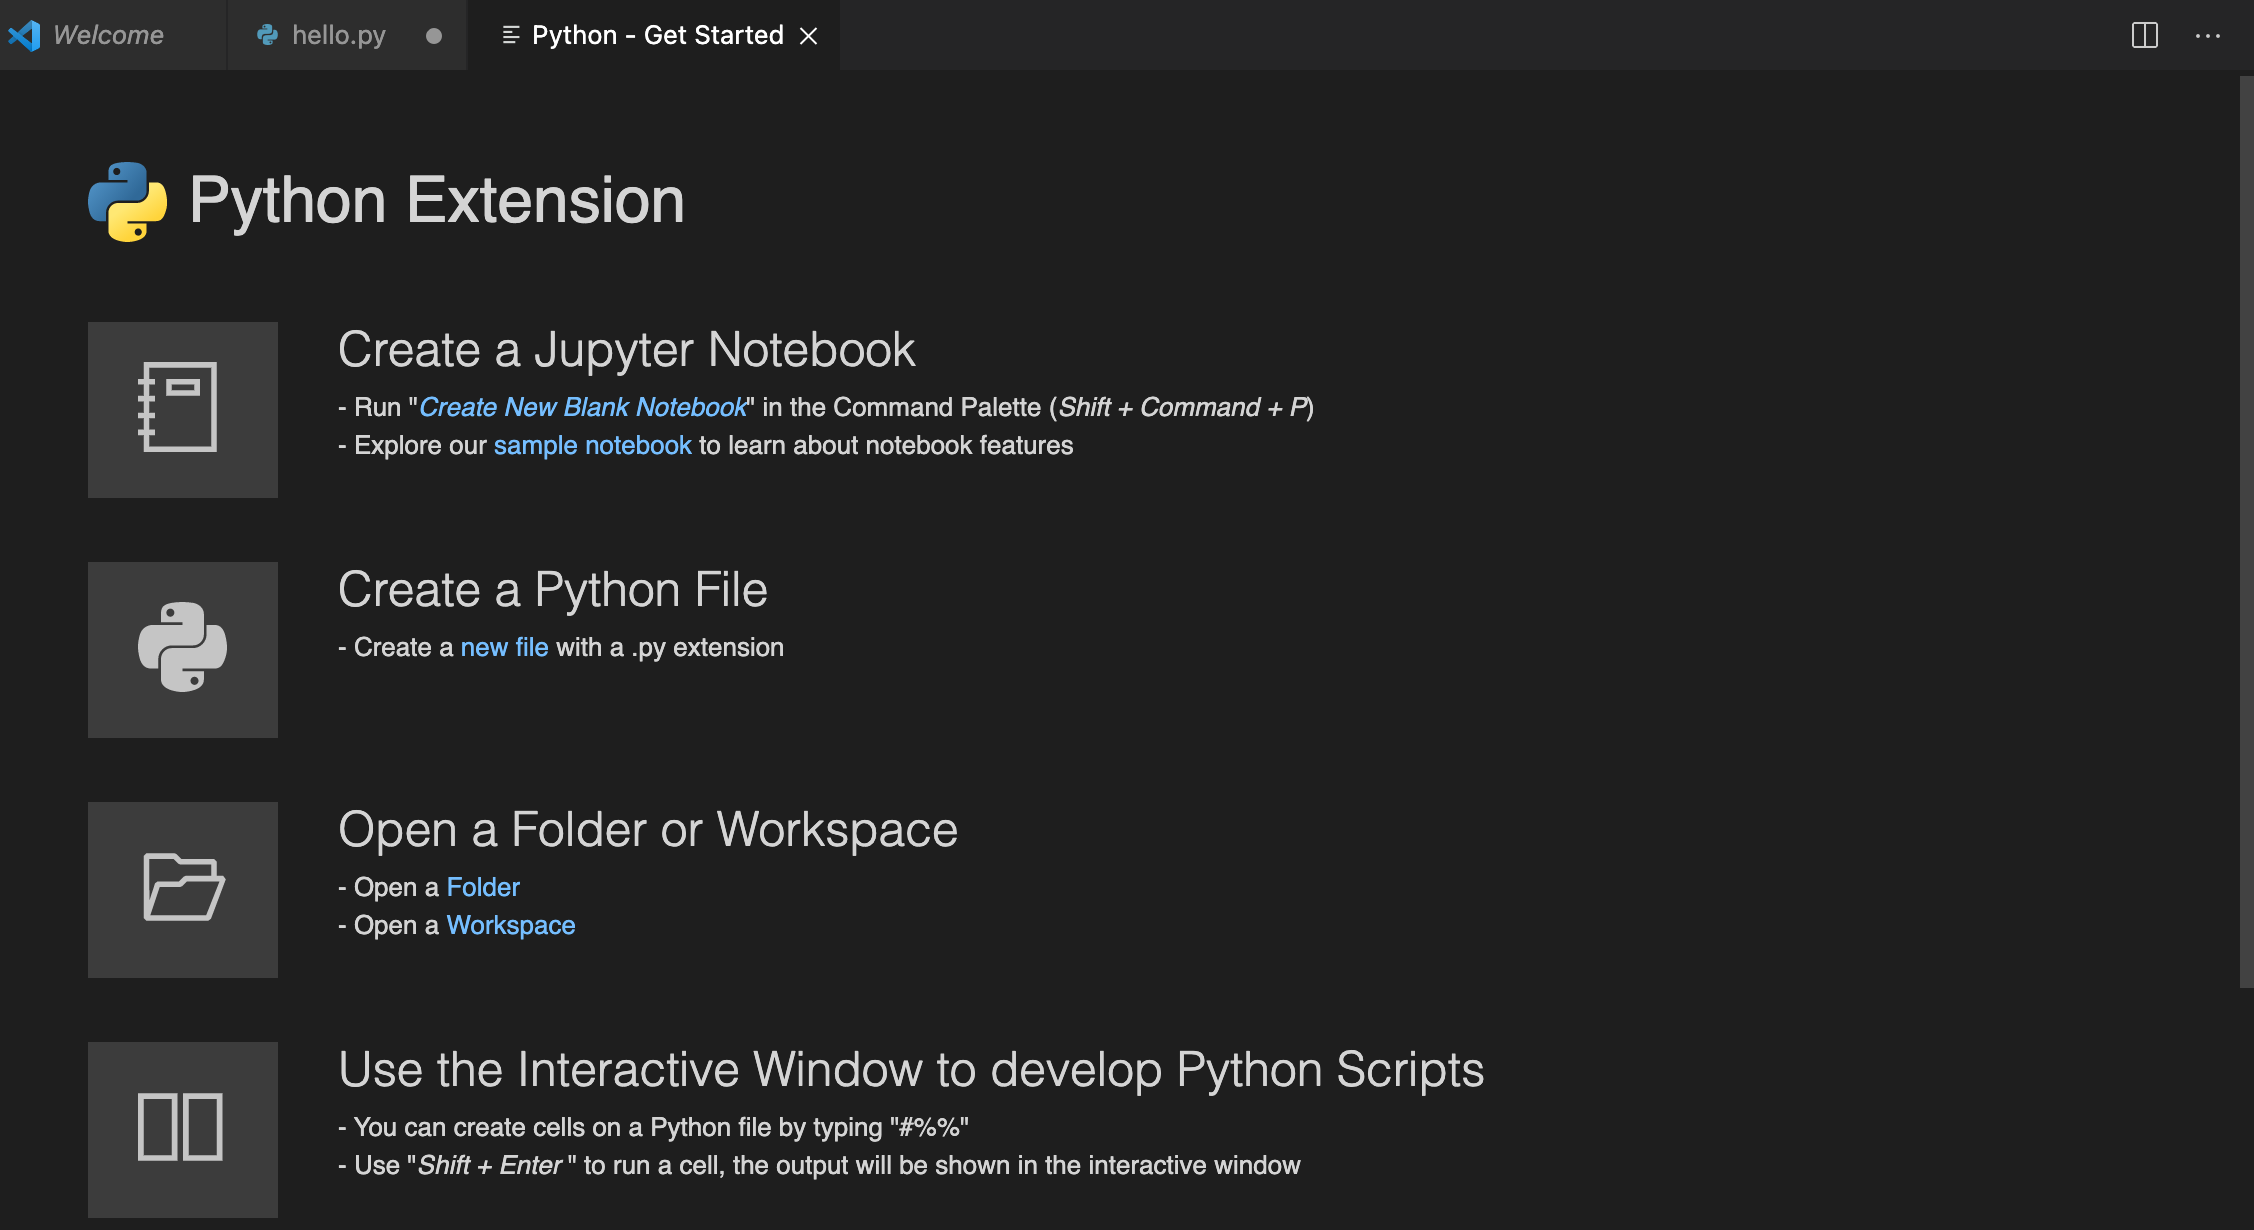 Welcome
hello.py
Python - Get Started
Python Extension
Create a Jupyter Notebook
- Run "Create New Blank Notebook" in the Command Palette (Shift + Command + P)
- Explore our sample notebook to learn about notebook features
Create a Python File
- Create a new file with a .py extension
Open a Folder or Workspace
- Open a Folder
- Open a Workspace
Use the Interactive Window to develop Python Scripts
- You can create cells on a Python file by typing "#%%"
- Use "Shift + Enter " to run a cell, the output will be shown in the interactive window